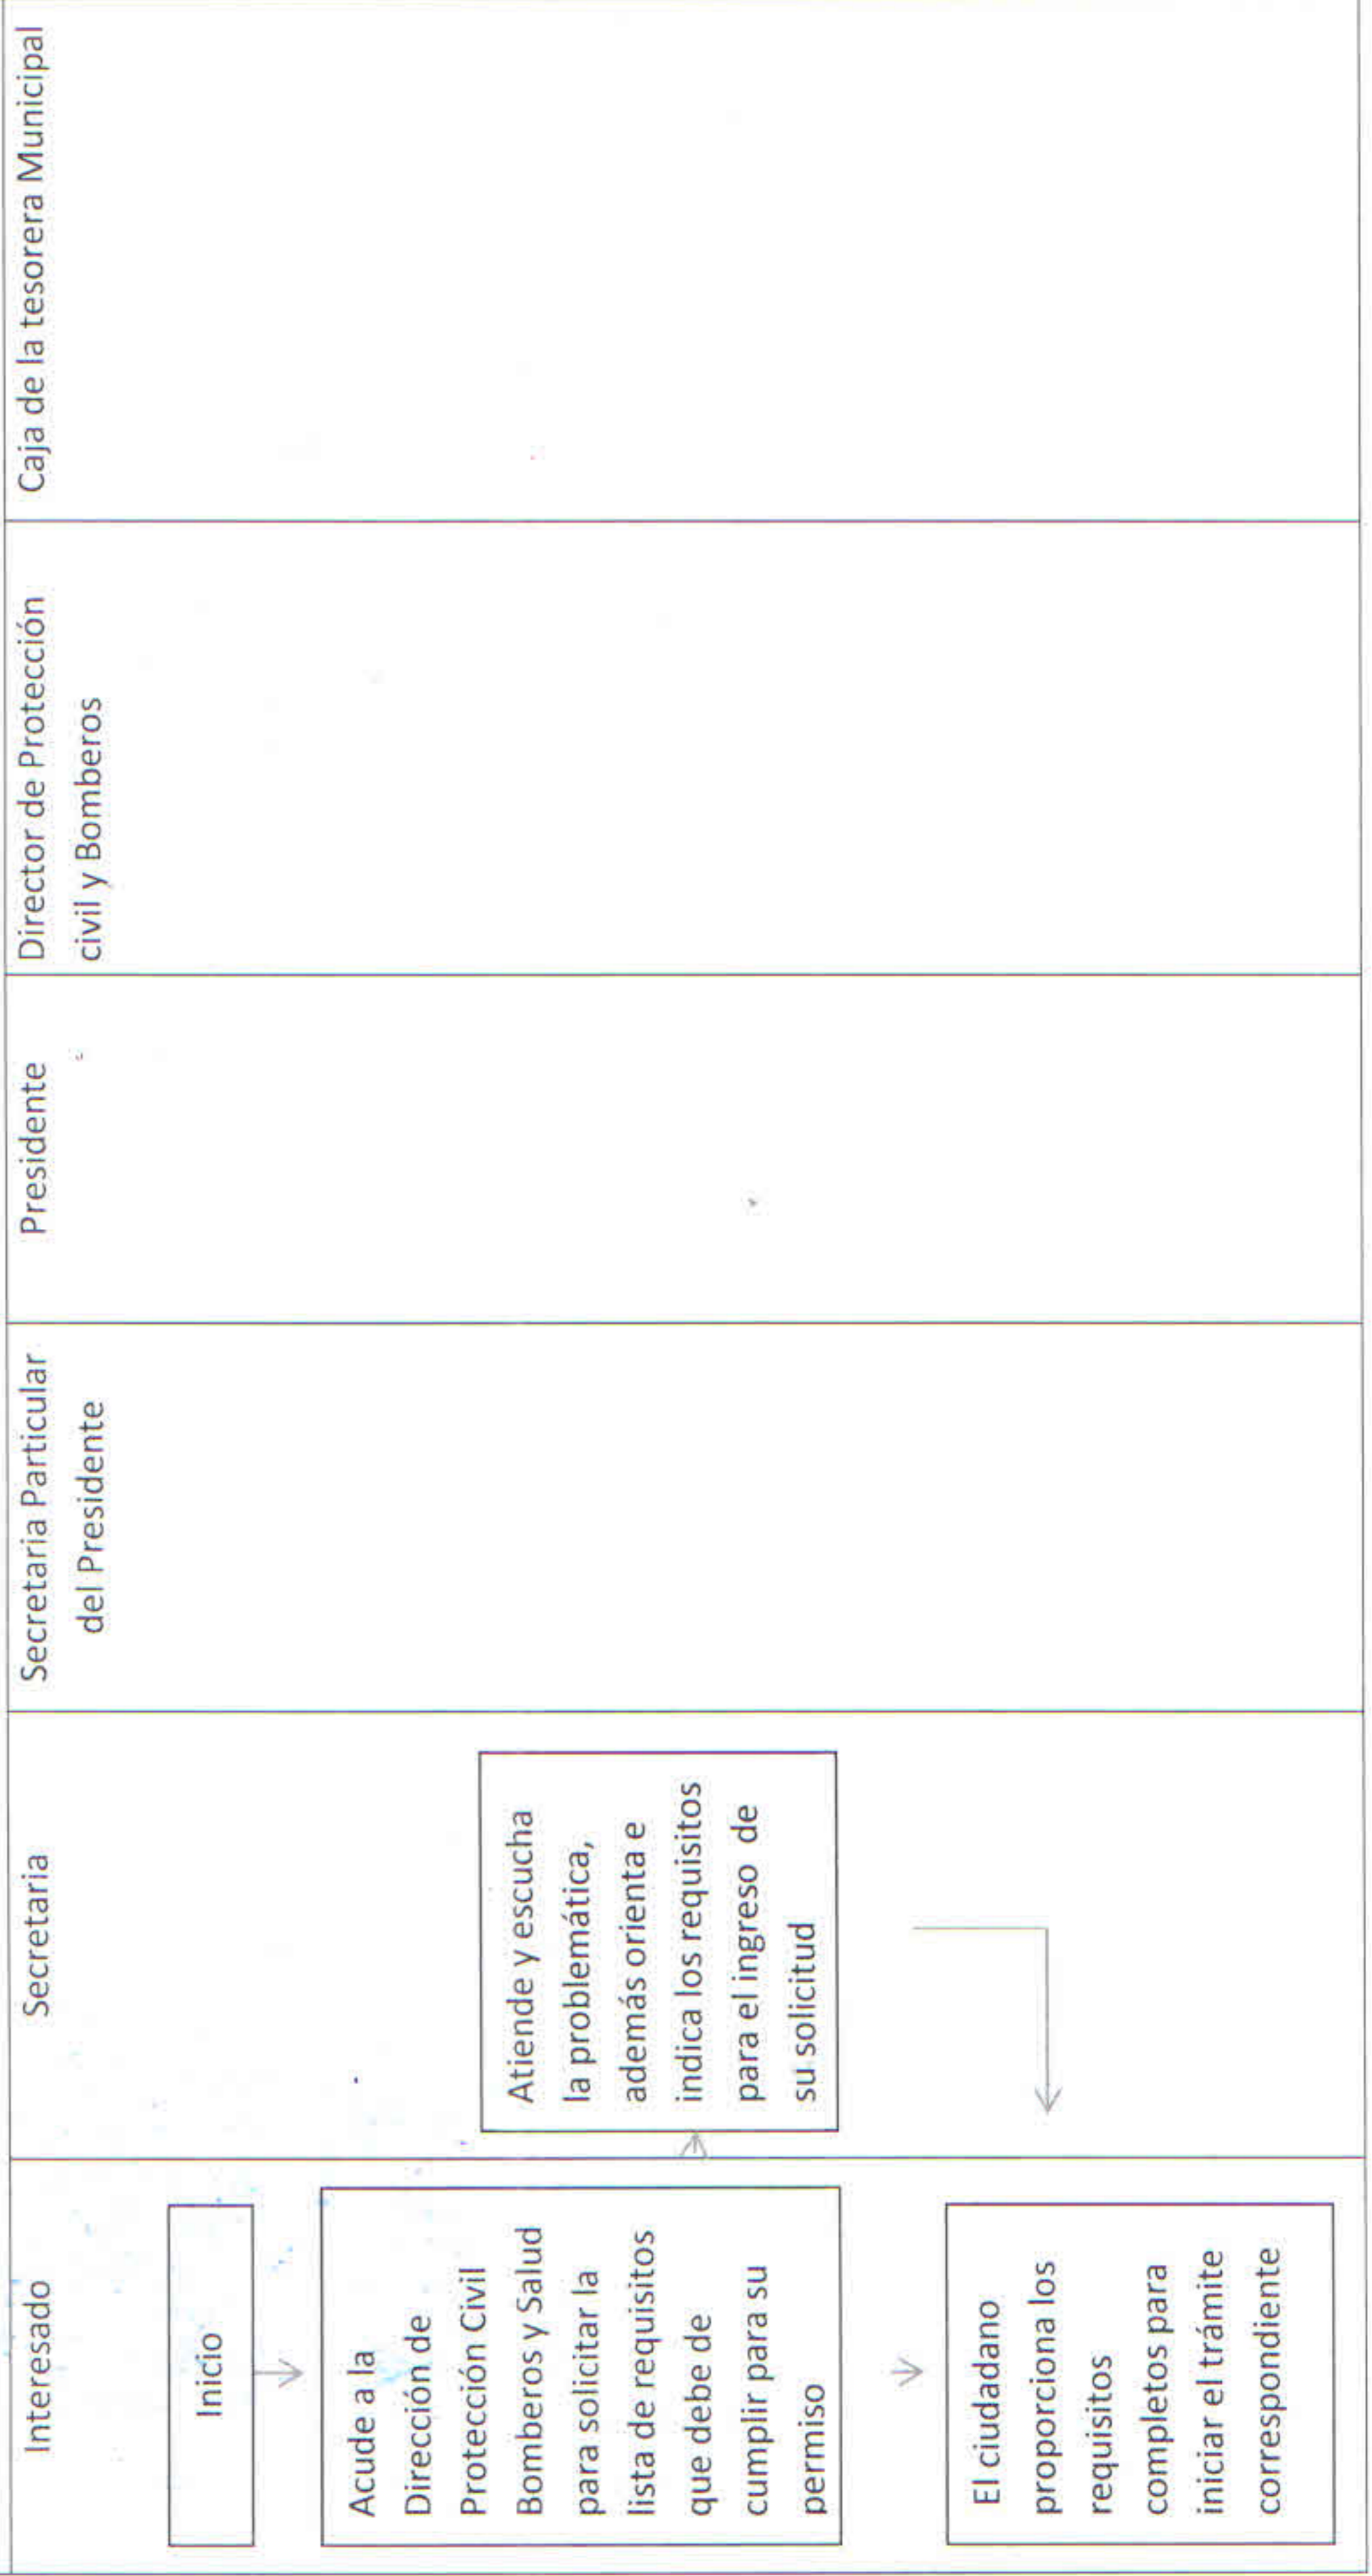 Interesado
Secretaria
Secretaria Particular
del Presidente
Presidente
Director de Protección
civil y Bomberos
Caja de la tesorera Municipal
Inicio
Acude a la
Dirección de
Protección Civil
Bomberos y Salud
para solicitar la
lista de requisitos
que debe de
cumplir para su
permiso
Atiende y escucha
la problemática,
además orienta e
indica los requisitos
para el ingreso de
su solicitud
El ciudadano
proporciona los
requisitos
completos para
iniciar el trámite
correspondiente